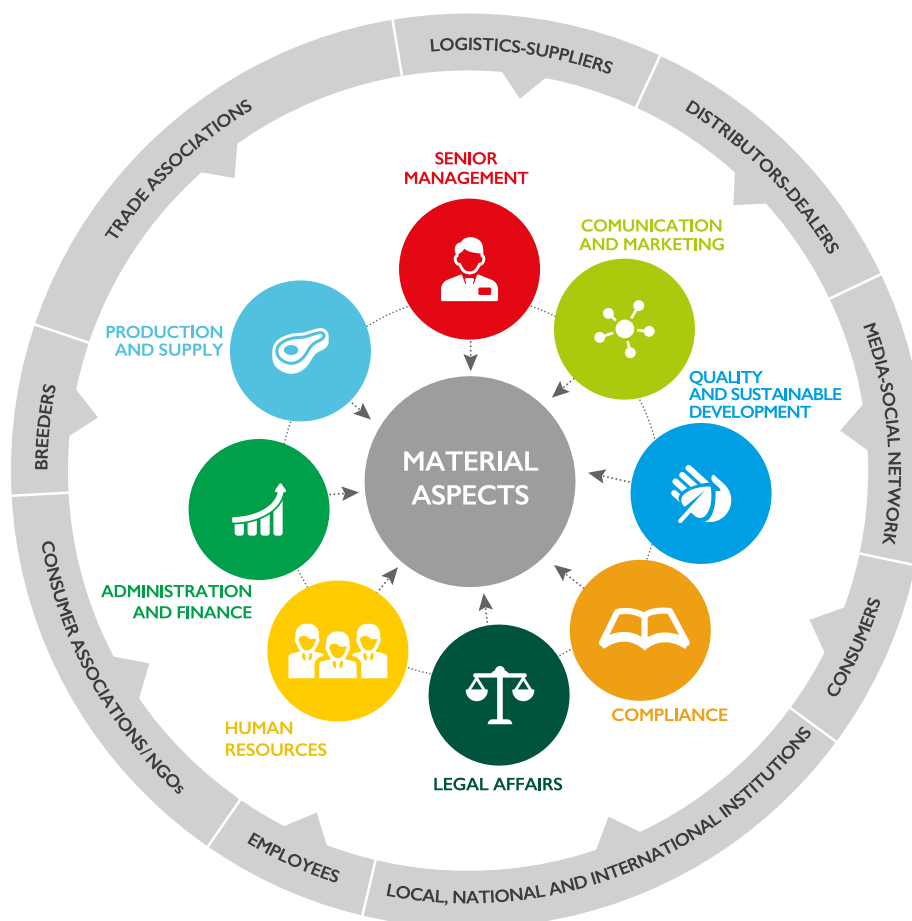 LOGISTICS-SUPPLIERS
DISTRIBUTORS-DEALERS
MEDIA-SOCIAL NETWORK
CONSUMERS
LOCAL, NATIONAL AND INTERNATIONAL INSTITUTIONS
EMPLOYEES
CONSUMER ASSOCIATIONS/NGOs
BREEDERS
TRADE ASSOCIATIONS
SENIOR
MANAGEMENT
COMUNICATION
AND MARKETING
QUALITY
AND SUSTAINABLE
DEVELOPMENT
COMPLIANCE
LEGAL AFFAIRS
HUMAN
RESOURCES
ADMINISTRATION
AND FINANCE
PRODUCTION
AND SUPPLY
MATERIAL
ASPECTS